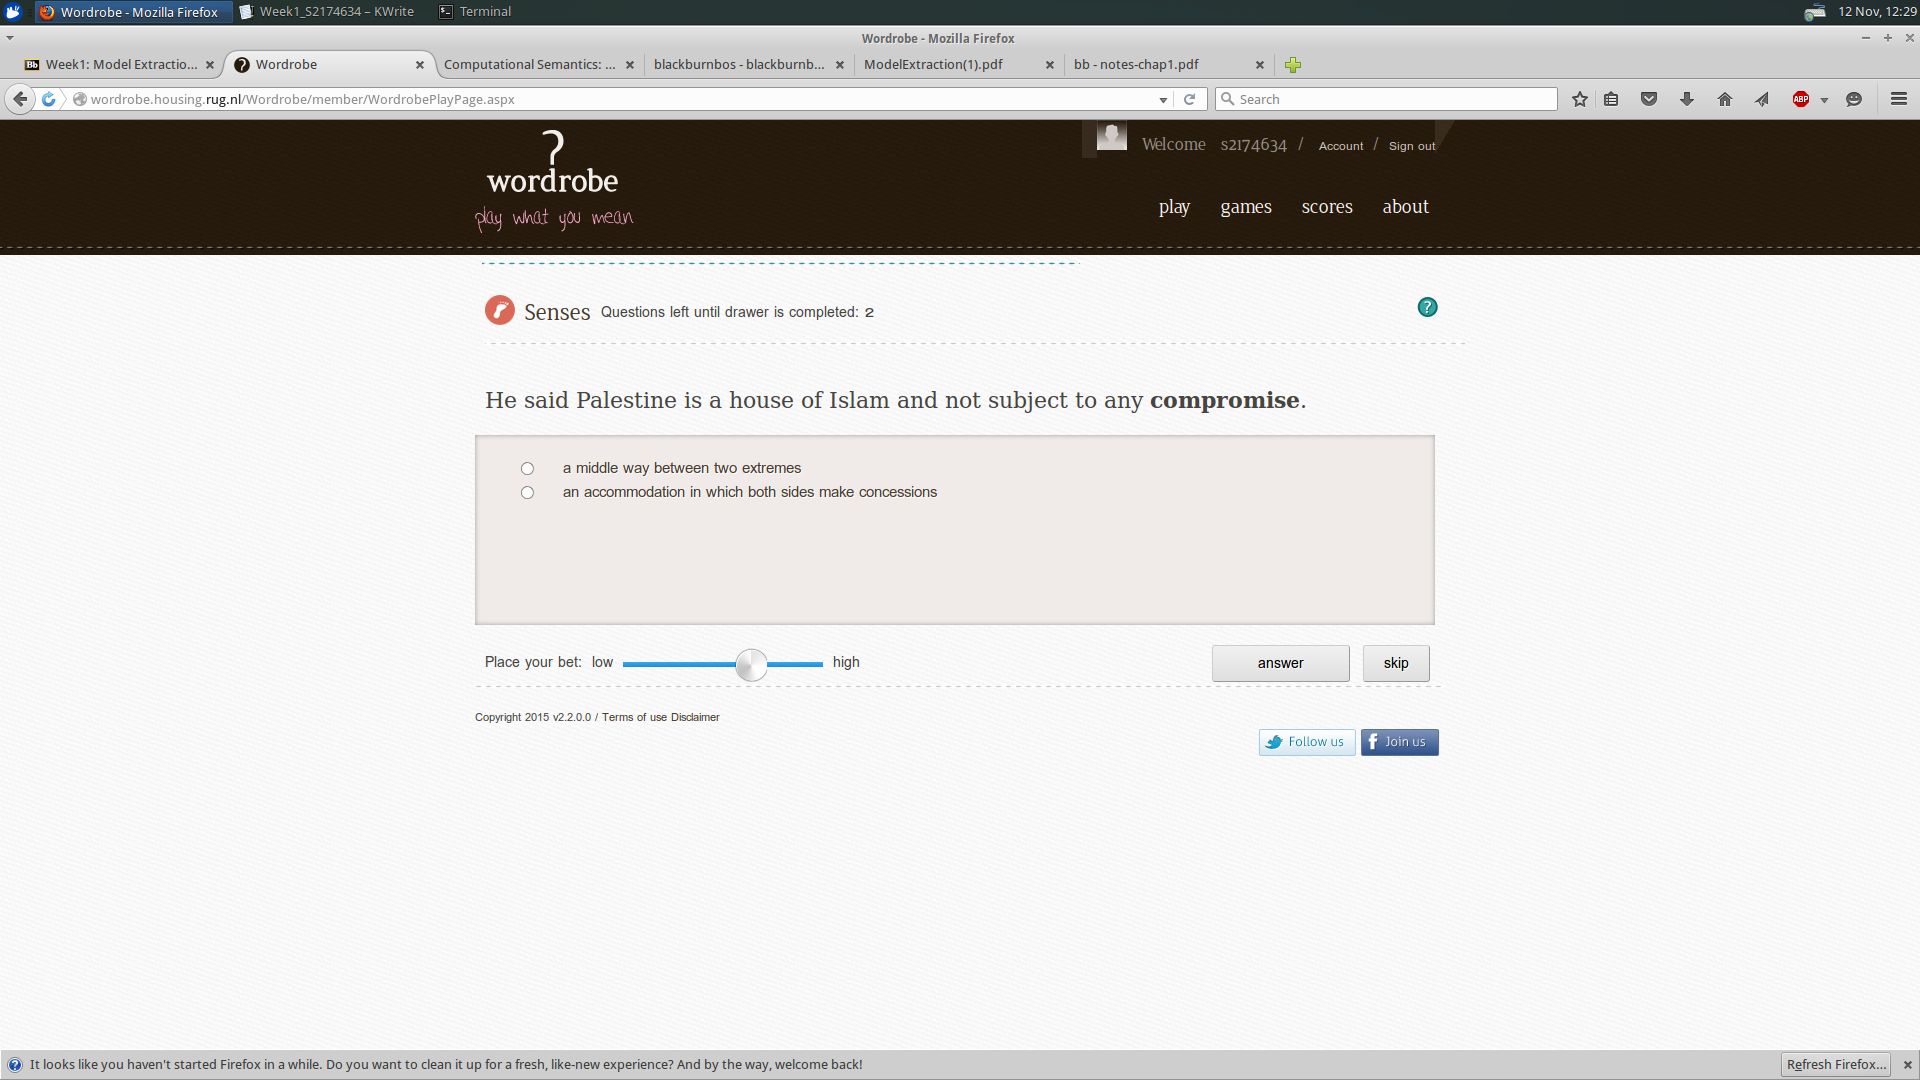 Wordrobe - Mozilla Firefox
Week1_S2174634 – KWrite
Terminal
12 Nov, 12:29
Wordrobe - Mozilla Firefox
Bb Week1: Model Extractio...
Wordrobe
Computational Semantics: ...
blackburnbos - blackburnb...
ModelExtraction(1).pdf
bb - notes-chap1.pdf
wordrobe.housing.rug.nl/Wordrobe/member/WordrobePlayPage.aspx
Search
ABP
wordrobe
play what you mean
Welcome s2174634 / Account / Sign out
play games scores about
Senses Questions left until drawer is completed: 2
?
He said Palestine is a house of Islam and not subject to any compromise.
a middle way between two extremes
an accommodation in which both sides make concessions
Place your bet: low high
answer skip
Copyright 2015 v2.2.0.0 / Terms of use Disclaimer
Follow us
f Join us
? It looks like you haven't started Firefox in a while. Do you want to clean it up for a fresh, like-new experience? And by the way, welcome back!
Refresh Firefox...